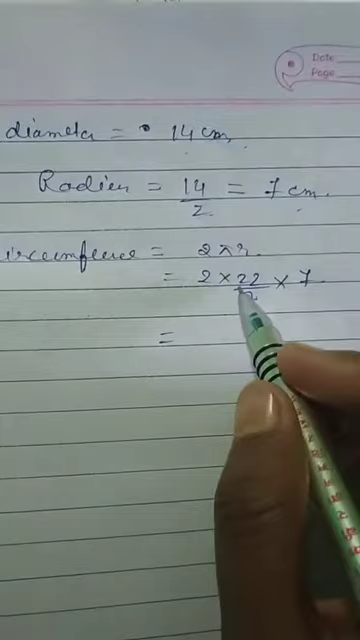 Date
Page
diameter = 14 cm
Radius = 14/2 = 7 cm.
ircumference = 2πr
= 2 × 22/7 × 7
=